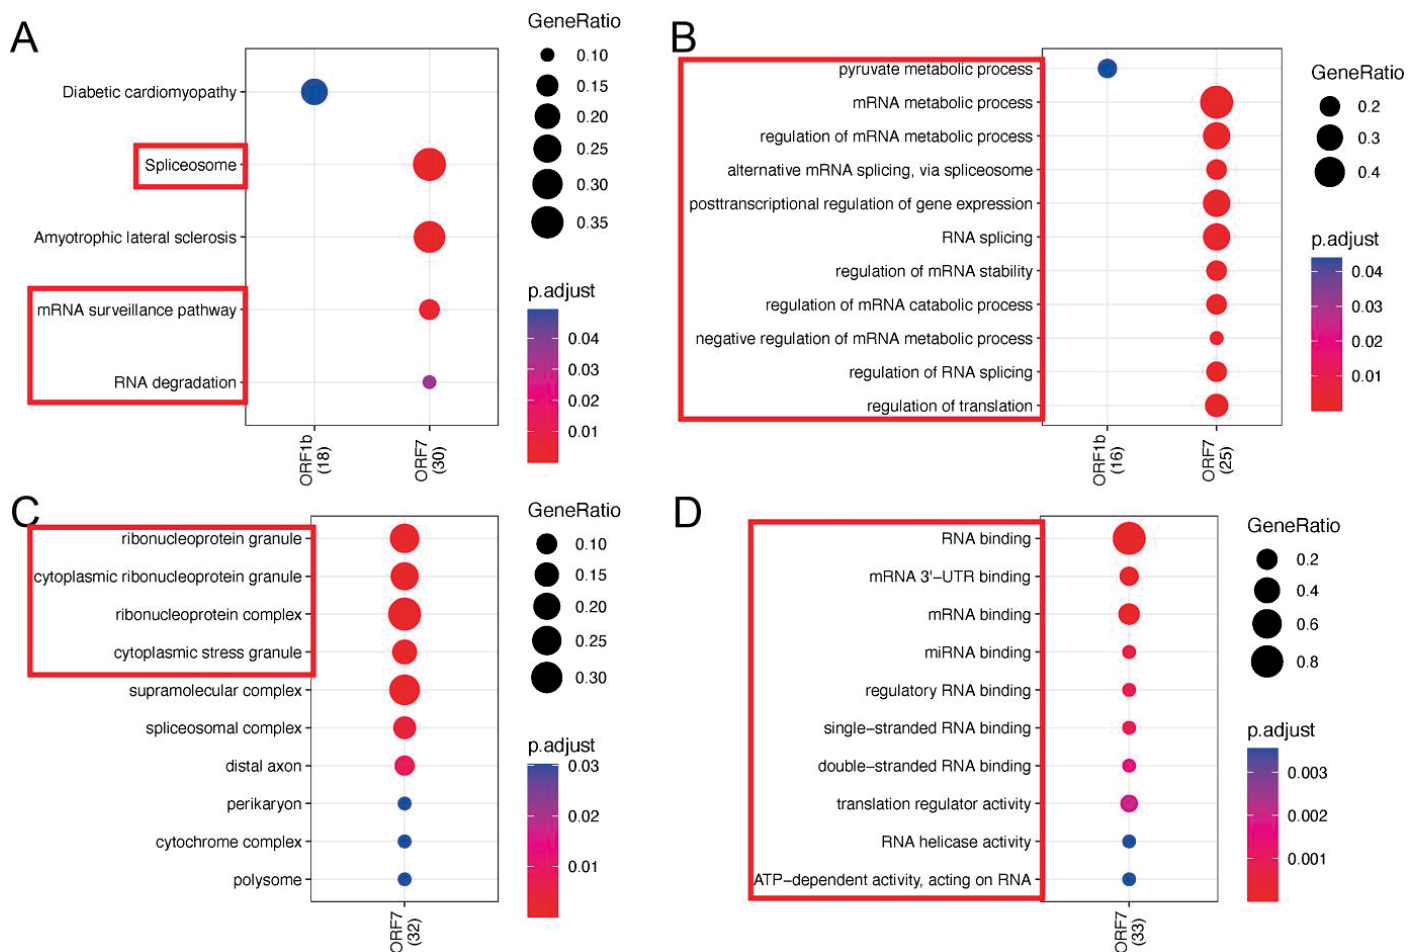 A
Diabetic cardiomyopathy
Spliceosome
Amyotrophic lateral sclerosis
mRNA surveillance pathway
RNA degradation
ORF1b
(18)
ORF7
(30)
GeneRatio
0.10
0.15
0.20
0.25
0.30
0.35
p.adjust
0.04
0.03
0.02
0.01
B
pyruvate metabolic process
mRNA metabolic process
regulation of mRNA metabolic process
alternative mRNA splicing, via spliceosome
posttranscriptional regulation of gene expression
RNA splicing
regulation of mRNA stability
regulation of mRNA catabolic process
negative regulation of mRNA metabolic process
regulation of RNA splicing
regulation of translation
ORF1b
(16)
ORF7
(25)
GeneRatio
0.2
0.3
0.4
p.adjust
0.04
0.03
0.02
0.01
C
ribonucleoprotein granule
cytoplasmic ribonucleoprotein granule
ribonucleoprotein complex
cytoplasmic stress granule
supramolecular complex
spliceosomal complex
distal axon
perikaryon
cytochrome complex
polysome
ORF7
(32)
GeneRatio
0.10
0.15
0.20
0.25
0.30
p.adjust
0.03
0.02
0.01
D
RNA binding
mRNA 3'−UTR binding
mRNA binding
miRNA binding
regulatory RNA binding
single−stranded RNA binding
double−stranded RNA binding
translation regulator activity
RNA helicase activity
ATP−dependent activity, acting on RNA
ORF7
(33)
GeneRatio
0.2
0.4
0.6
0.8
p.adjust
0.003
0.002
0.001